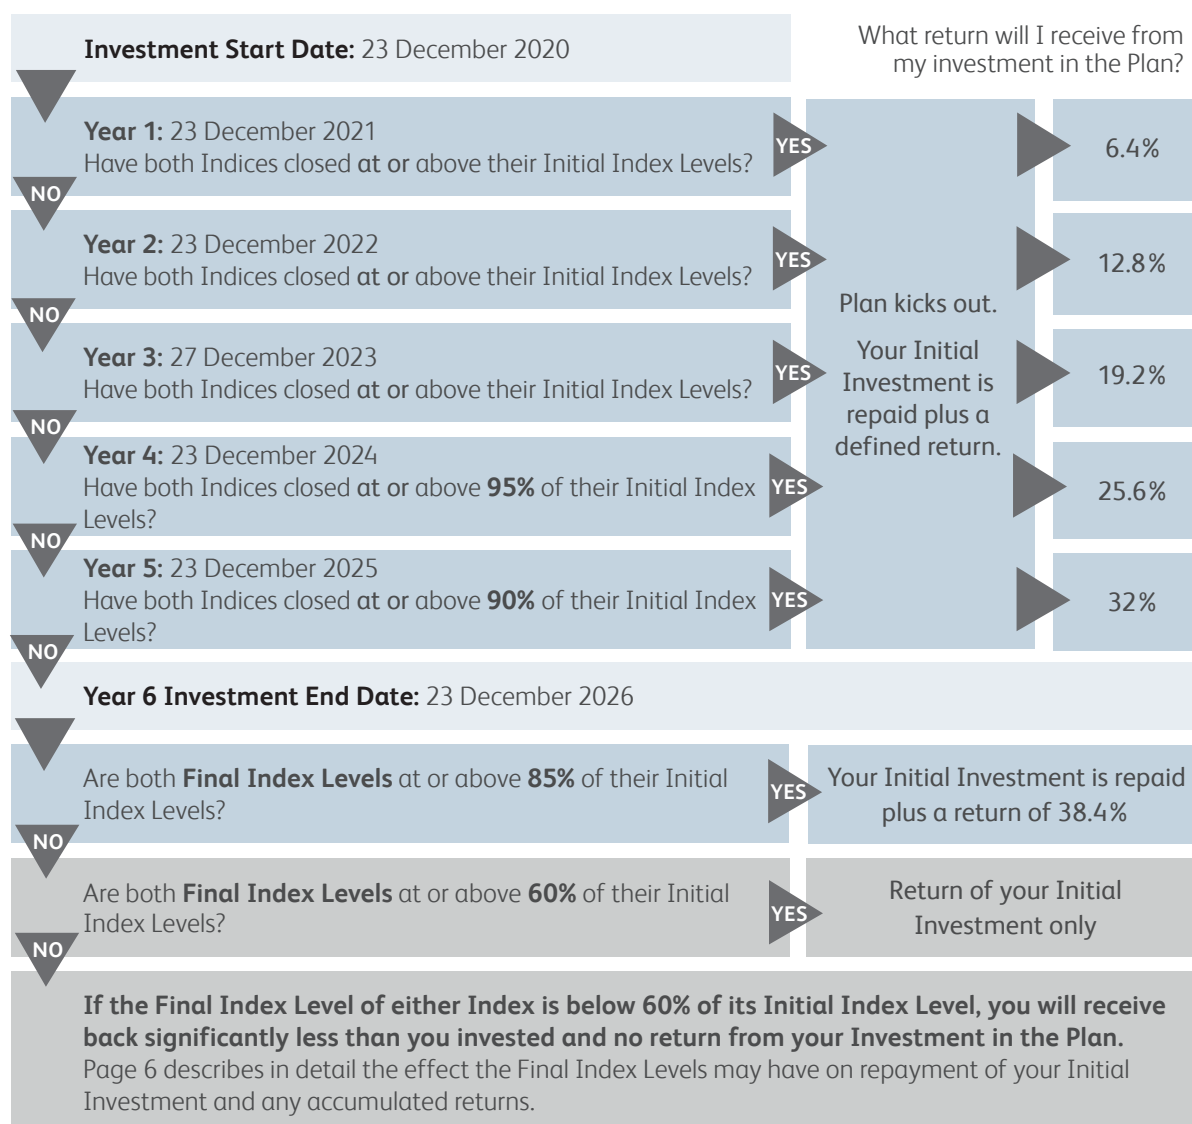 Investment Start Date: 23 December 2020
What return will I receive from
my investment in the Plan?
Year 1: 23 December 2021
Have both Indices closed at or above their Initial Index Levels?
YES
6.4%
NO
Year 2: 23 December 2022
Have both Indices closed at or above their Initial Index Levels?
YES
12.8%
NO
Year 3: 27 December 2023
Have both Indices closed at or above their Initial Index Levels?
YES
19.2%
NO
Year 4: 23 December 2024
Have both Indices closed at or above 95% of their Initial Index
Levels?
YES
25.6%
NO
Year 5: 23 December 2025
Have both Indices closed at or above 90% of their Initial Index
Levels?
YES
32%
NO
Plan kicks out.
Your Initial
Investment is
repaid plus a
defined return.
Year 6 Investment End Date: 23 December 2026
Are both Final Index Levels at or above 85% of their Initial
Index Levels?
YES
Your Initial Investment is repaid
plus a return of 38.4%
NO
Are both Final Index Levels at or above 60% of their Initial
Index Levels?
YES
Return of your Initial
Investment only
NO
If the Final Index Level of either Index is below 60% of its Initial Index Level, you will receive
back significantly less than you invested and no return from your Investment in the Plan.
Page 6 describes in detail the effect the Final Index Levels may have on repayment of your Initial
Investment and any accumulated returns.